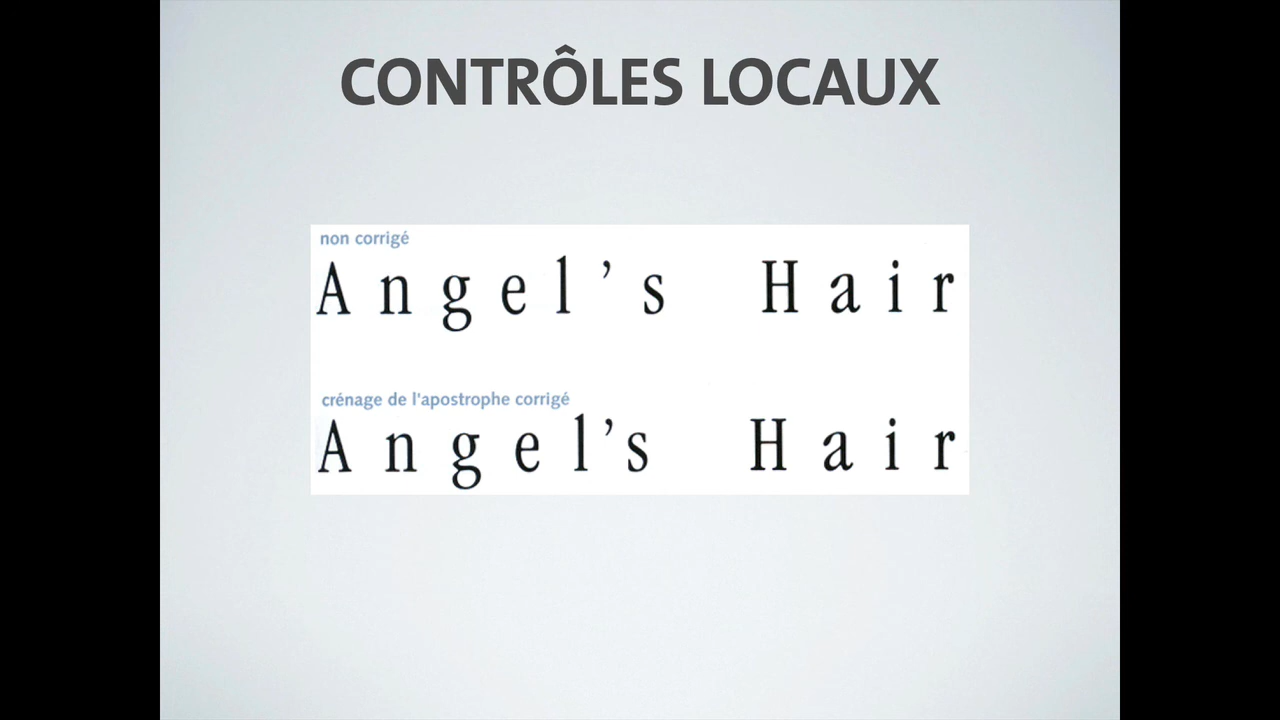 CONTRÔLES LOCAUX
non corrigé
Angel’s Hair
crénage de l'apostrophe corrigé
Angel’s Hair